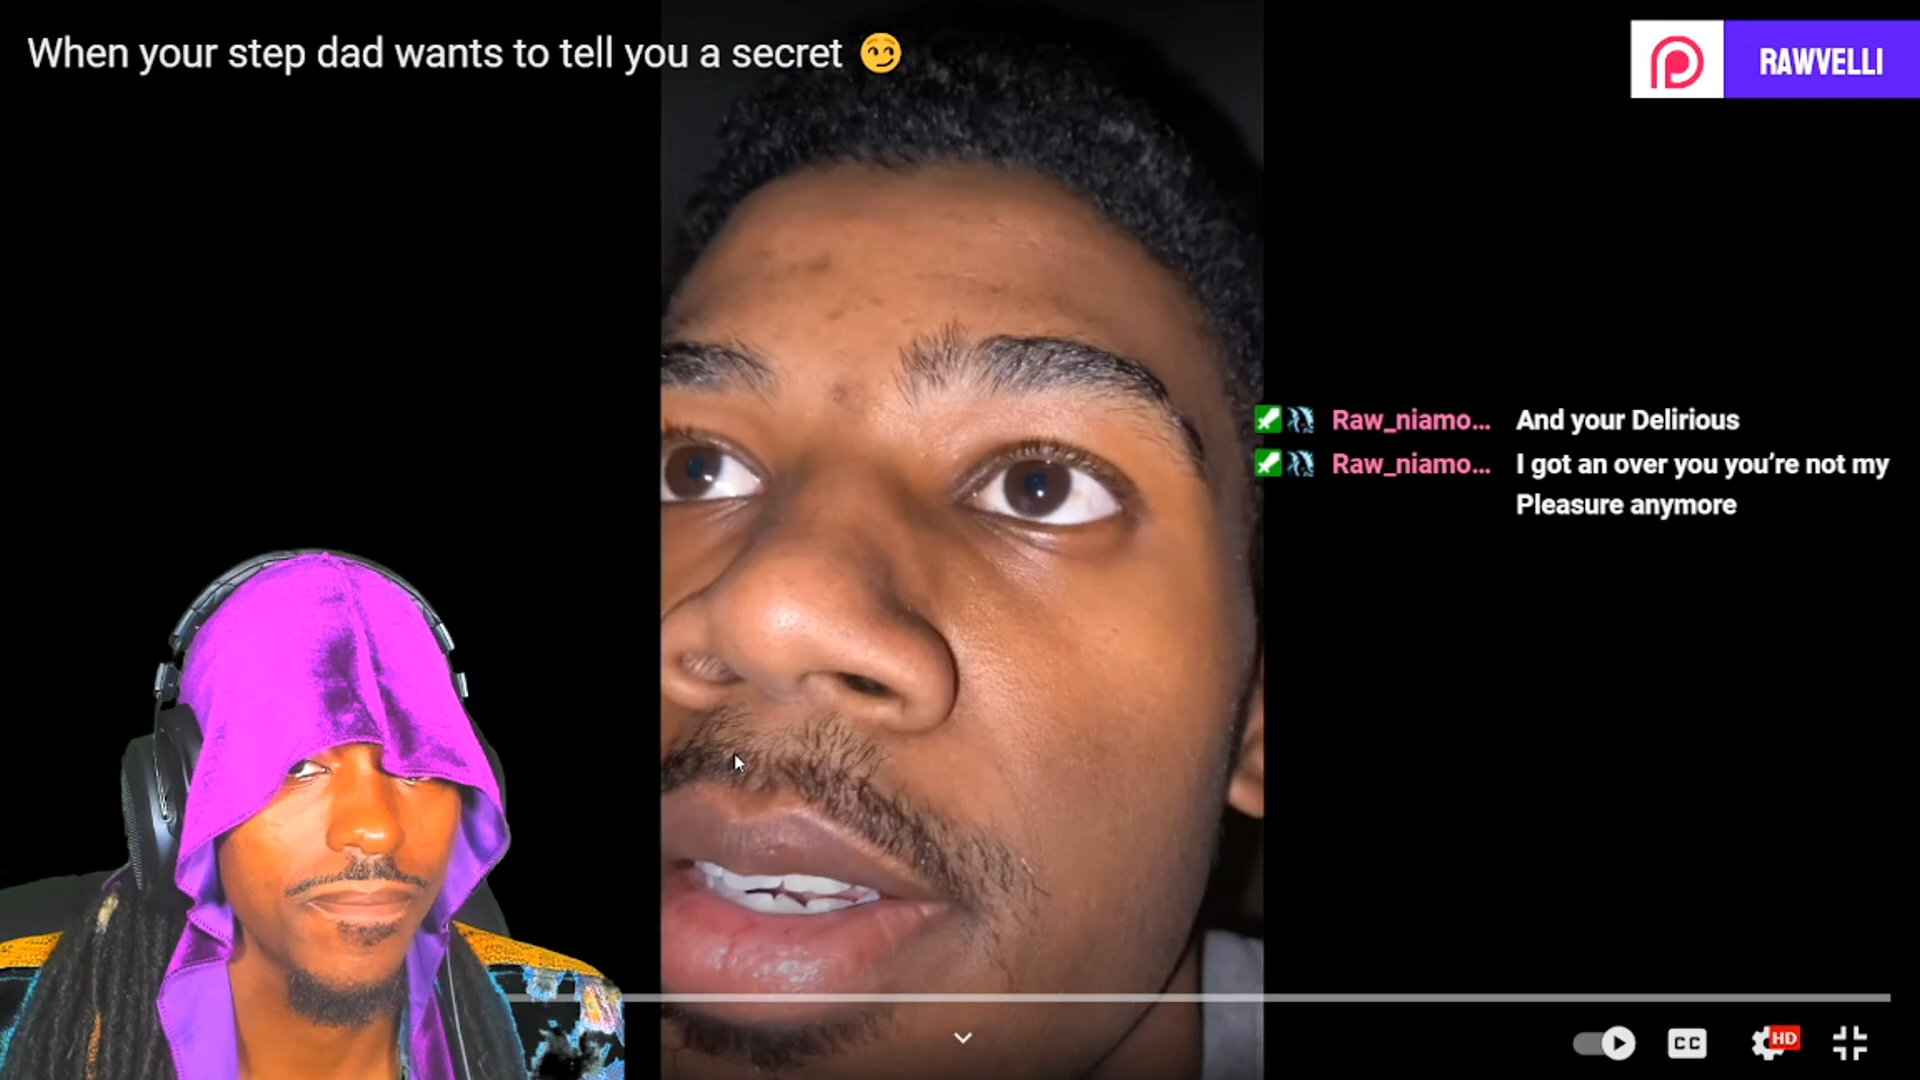 When your step dad wants to tell you a secret 😏
RAWVELLI
Raw_niamo... And your Delirious
Raw_niamo... I got an over you you’re not my
Pleasure anymore
CC
HD